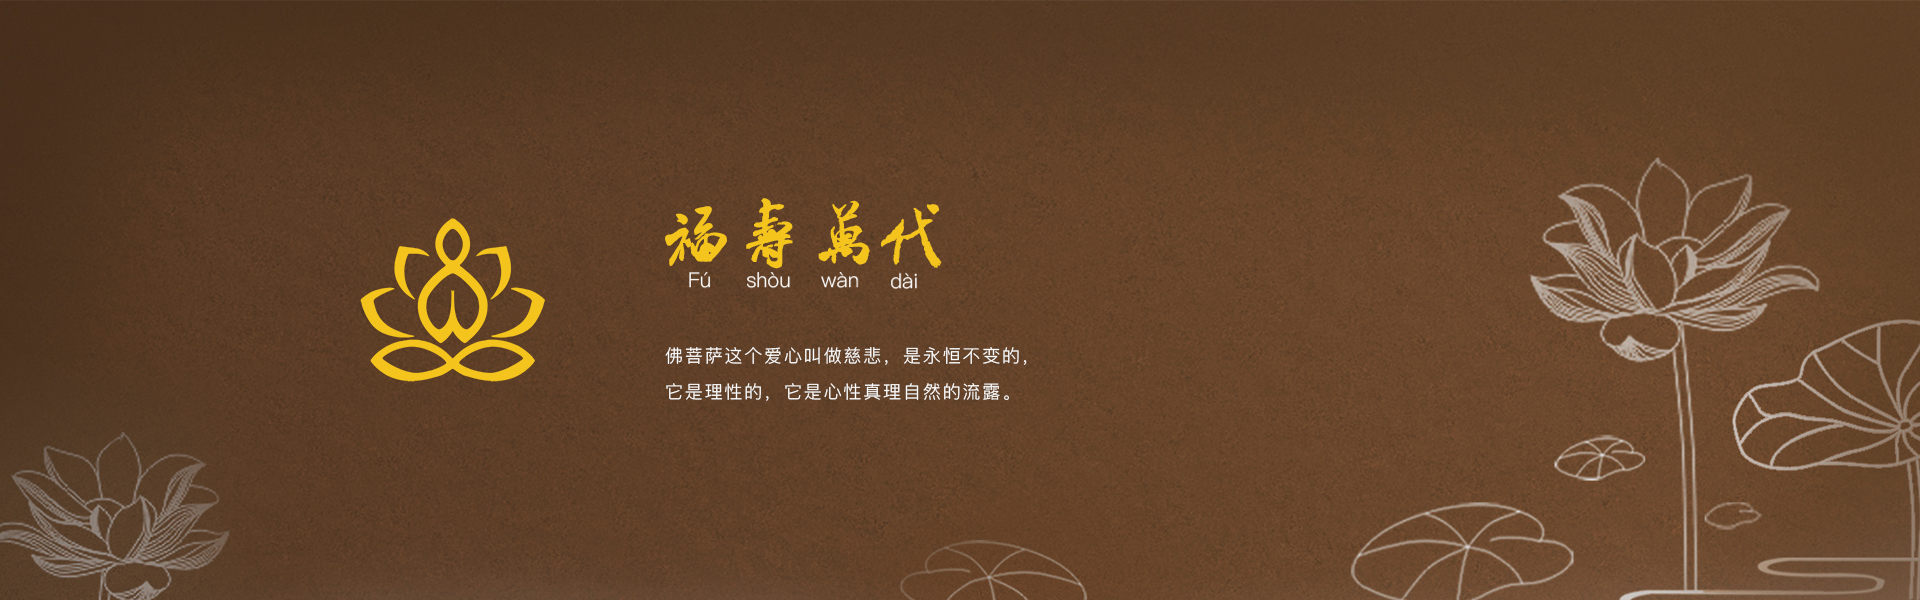 福壽萬代
Fú shòu wàn dài
佛菩萨这个爱心叫做慈悲，是永恒不变的，
它是理性的，它是心性真理自然的流露。